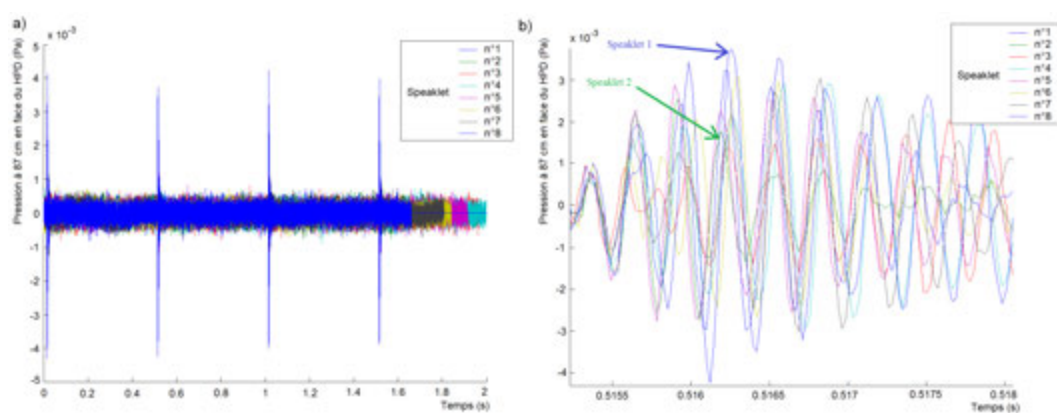 a)
x 10⁻³
5
4
3
2
1
0
-1
-2
-3
-4
-5
Pression à 87 cm en face du HPD (Pa)
0 0.2 0.4 0.6 0.8 1.0 1.2 1.4 1.6 1.8 2
Temps (s)
Speaklet
n°1
n°2
n°3
n°4
n°5
n°6
n°7
n°8
b)
x 10⁻³
3
2
1
0
-1
-2
-3
-4
Pression à 87 cm en face du HPD (Pa)
Speaklet 1
Speaklet 2
0.5155 0.516 0.5165 0.517 0.5175 0.518
Temps (s)
Speaklet
n°1
n°2
n°3
n°4
n°5
n°6
n°7
n°8